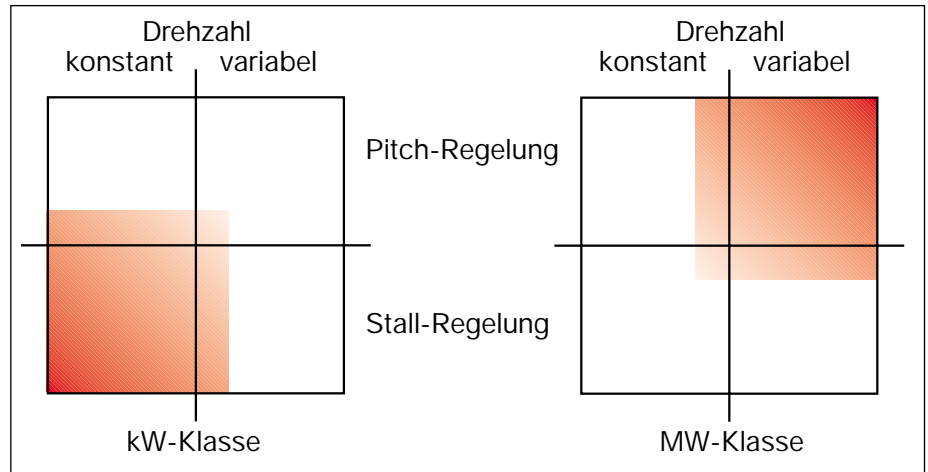 Drehzahl
konstant variabel
Drehzahl
konstant variabel
Pitch-Regelung
Stall-Regelung
kW-Klasse
MW-Klasse